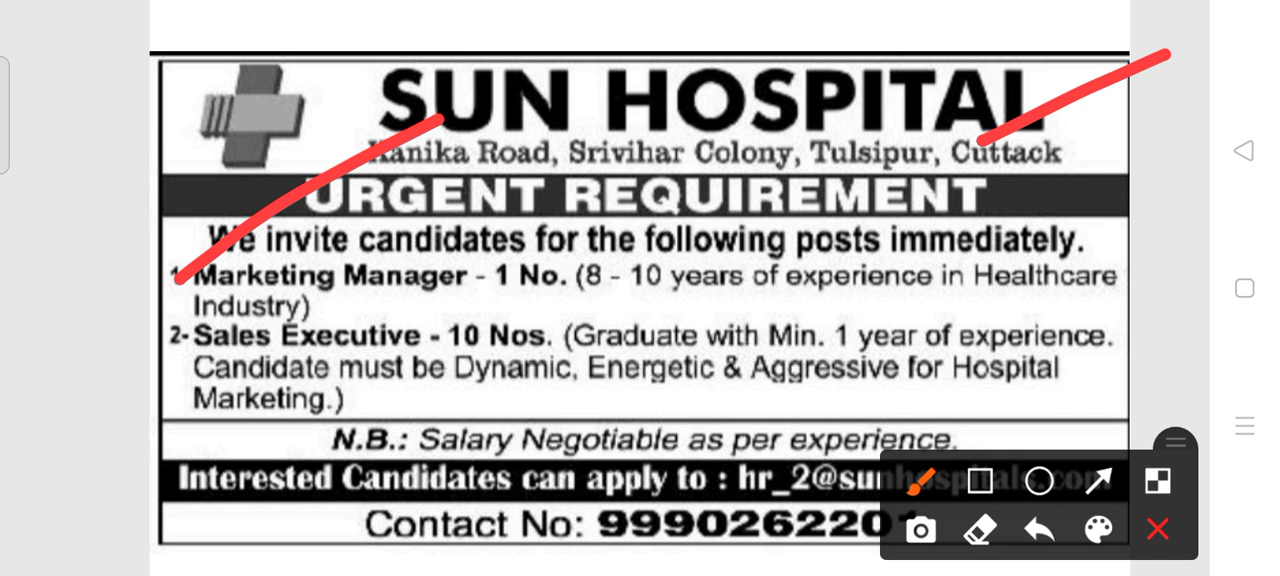 SUN HOSPITAL
Kanika Road, Srivihar Colony, Tulsipur, Cuttack
URGENT REQUIREMENT
We invite candidates for the following posts immediately.
1- Marketing Manager - 1 No. (8 - 10 years of experience in Healthcare
Industry)
2- Sales Executive - 10 Nos. (Graduate with Min. 1 year of experience.
Candidate must be Dynamic, Energetic & Aggressive for Hospital
Marketing.)
N.B.: Salary Negotiable as per experience.
Interested Candidates can apply to : hr_2@sunhospitals.com
Contact No: